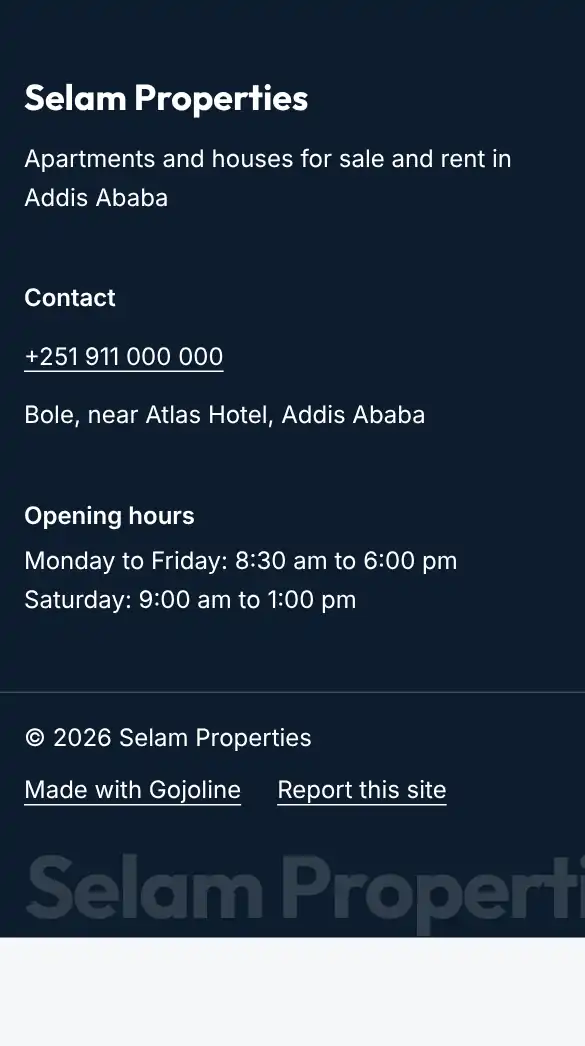 Selam Properties
Apartments and houses for sale and rent in
Addis Ababa
Contact
+251 911 000 000
Bole, near Atlas Hotel, Addis Ababa
Opening hours
Monday to Friday: 8:30 am to 6:00 pm
Saturday: 9:00 am to 1:00 pm
© 2026 Selam Properties
Made with Gojoline Report this site
Selam Properti